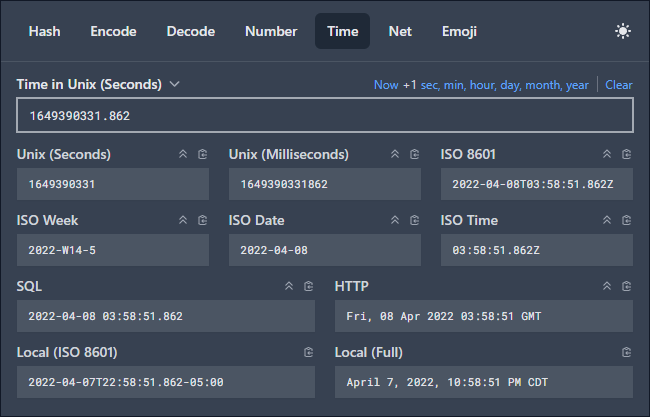 Hash Encode Decode Number Time Net Emoji
Time in Unix (Seconds) Now +1 sec, min, hour, day, month, year Clear
1649390331.862
Unix (Seconds) Unix (Milliseconds) ISO 8601
1649390331 1649390331862 2022-04-08T03:58:51.862Z
ISO Week ISO Date ISO Time
2022-W14-5 2022-04-08 03:58:51.862Z
SQL HTTP
2022-04-08 03:58:51.862 Fri, 08 Apr 2022 03:58:51 GMT
Local (ISO 8601) Local (Full)
2022-04-07T22:58:51.862-05:00 April 7, 2022, 10:58:51 PM CDT